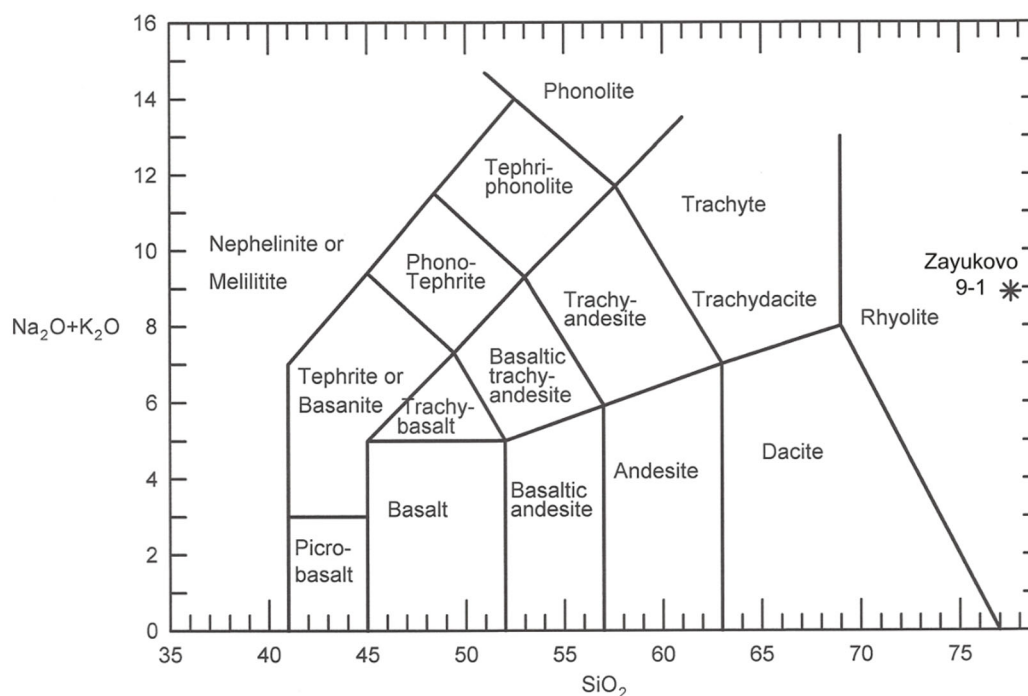 16
14
12
10
8
6
4
2
0
Na₂O+K₂O
35
40
45
50
55
60
65
70
75
SiO₂
Phonolite
Tephri-
phonolite
Trachyte
Nephelinite or
Melilitite
Phono-
Tephrite
Trachy-
andesite
Trachydacite
Zayukovo
9-1
Rhyolite
Tephrite or
Basanite
Basaltic
trachy-
andesite
Trachy-
basalt
Picro-
basalt
Basalt
Basaltic
andesite
Andesite
Dacite